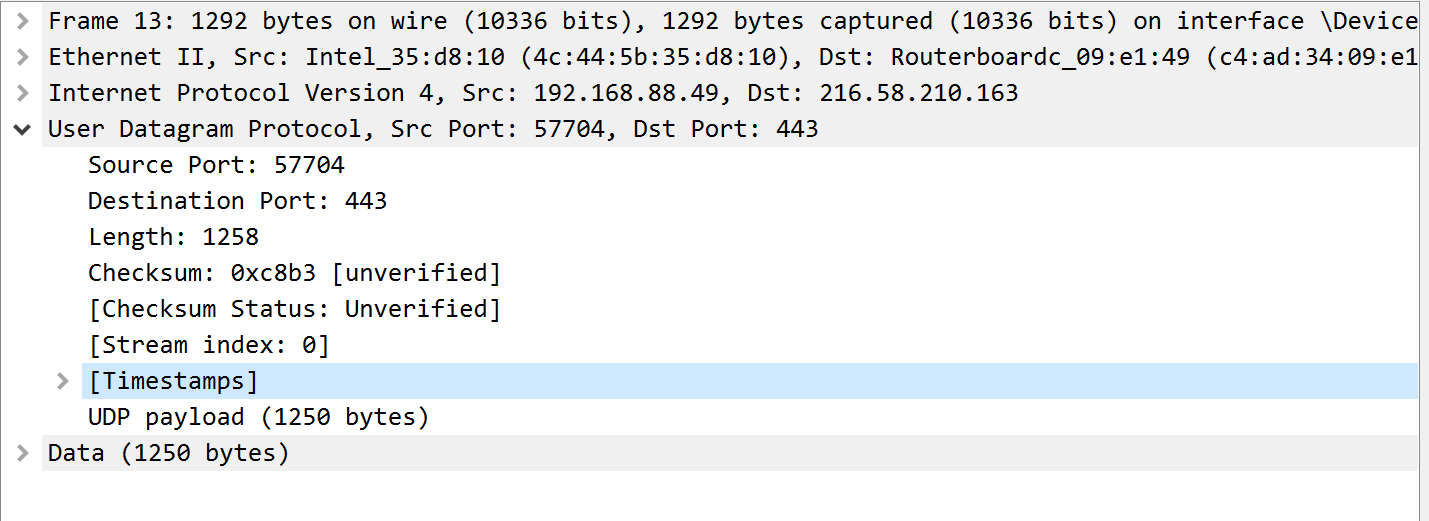 Frame 13: 1292 bytes on wire (10336 bits), 1292 bytes captured (10336 bits) on interface \Device
Ethernet II, Src: Intel_35:d8:10 (4c:44:5b:35:d8:10), Dst: Routerboardc_09:e1:49 (c4:ad:34:09:e1
Internet Protocol Version 4, Src: 192.168.88.49, Dst: 216.58.210.163
User Datagram Protocol, Src Port: 57704, Dst Port: 443
Source Port: 57704
Destination Port: 443
Length: 1258
Checksum: 0xc8b3 [unverified]
[Checksum Status: Unverified]
[Stream index: 0]
[Timestamps]
UDP payload (1250 bytes)
Data (1250 bytes)